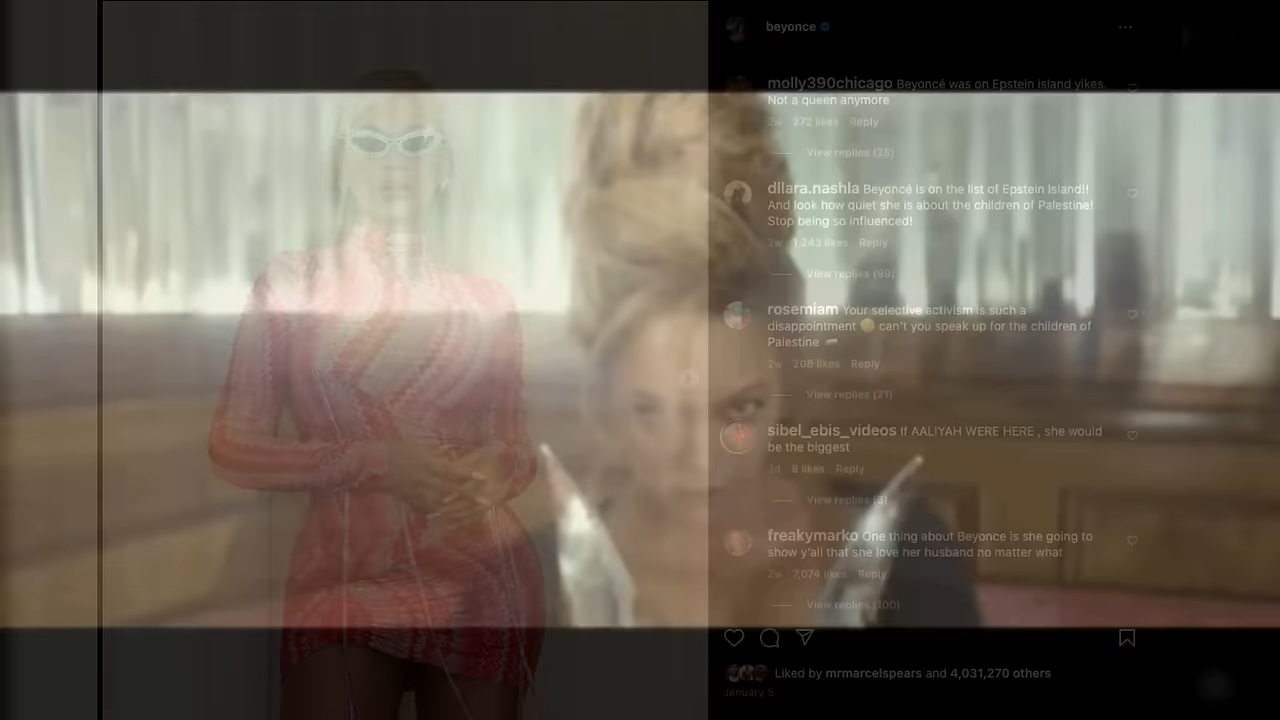 beyonce
molly390chicago Beyoncé was on Epstein island yikes.
Not a queen anymore
2w 272 likes Reply
View replies (25)
dllara.nashla Beyoncé is on the list of Epstein Island!!
And look how quiet she is about the children of Palestine!
Stop being so influenced!
2w 1,243 likes Reply
View replies (89)
rosemiam Your selective activism is such a
disappointment can't you speak up for the children of
Palestine
2w 208 likes Reply
View replies (21)
sibel_ebis_videos If AALIYAH WERE HERE , she would
be the biggest
3d 8 likes Reply
View replies (3)
freakymarko One thing about Beyonce is she going to
show y'all that she love her husband no matter what
2w 7,074 likes Reply
View replies (100)
Liked by mrmarcelspears and 4,031,270 others
January 5